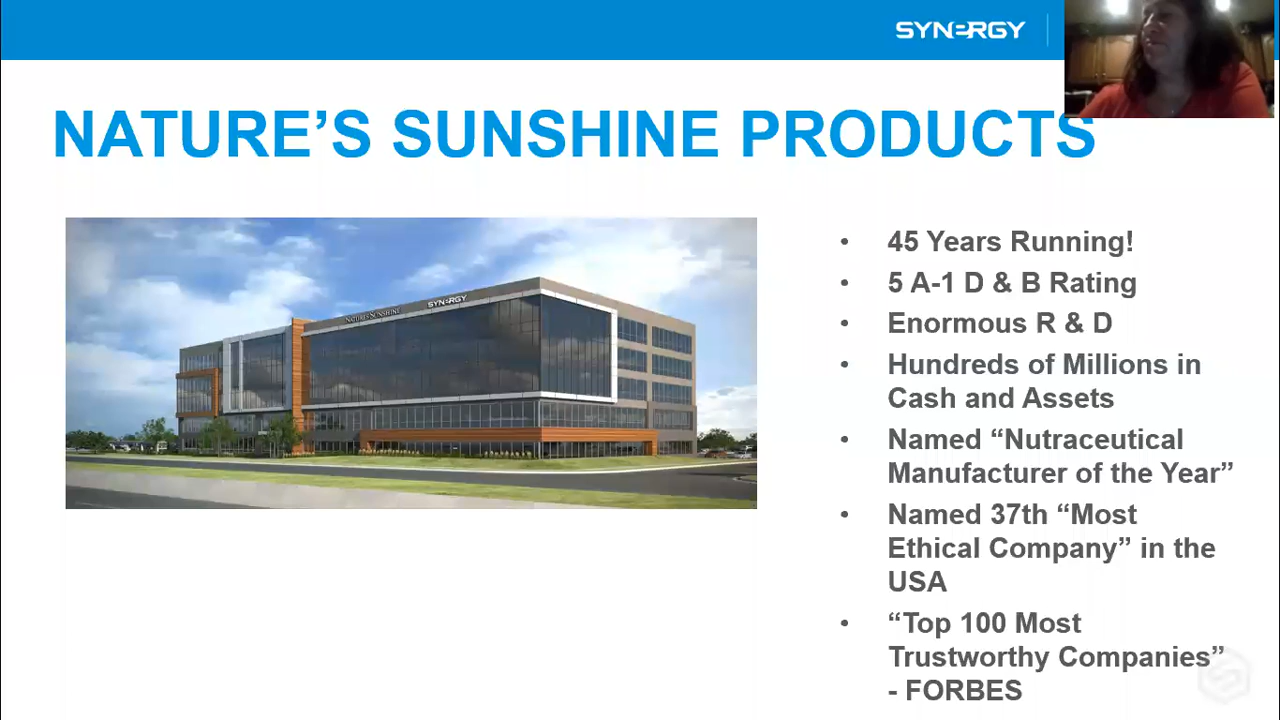 SYNERGY
NATURE'S SUNSHINE PRODUCTS
NATURE'S SUNSHINE
SYNERGY
• 45 Years Running!
• 5 A-1 D & B Rating
• Enormous R & D
• Hundreds of Millions in
Cash and Assets
• Named “Nutraceutical
Manufacturer of the Year”
• Named 37th “Most
Ethical Company” in the
USA
• “Top 100 Most
Trustworthy Companies”
- FORBES